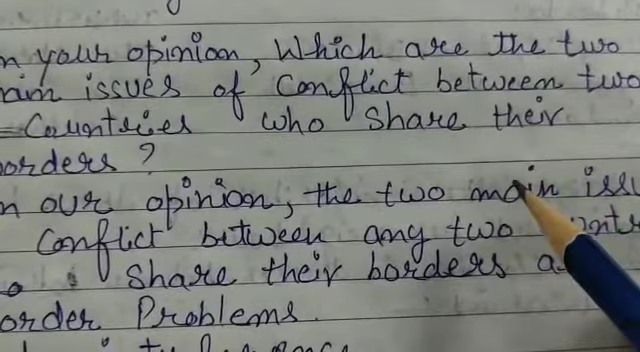 n your opinion, Which are the two
ain issues of Conflict between two
= Countries who share their
orders?
n our opinion, the two main issu
Conflict between any two
o share their borders a
order Problems.